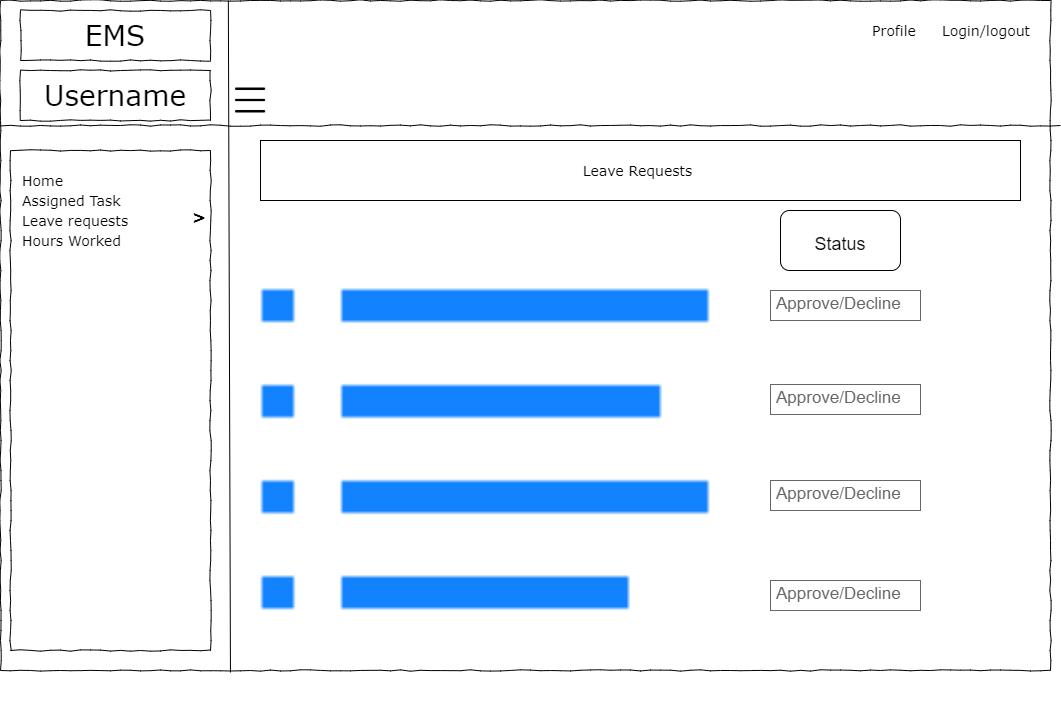 EMS
Profile
Login/logout
Username
Home
Assigned Task
Leave requests
>
Hours Worked
Leave Requests
Status
Approve/Decline
Approve/Decline
Approve/Decline
Approve/Decline